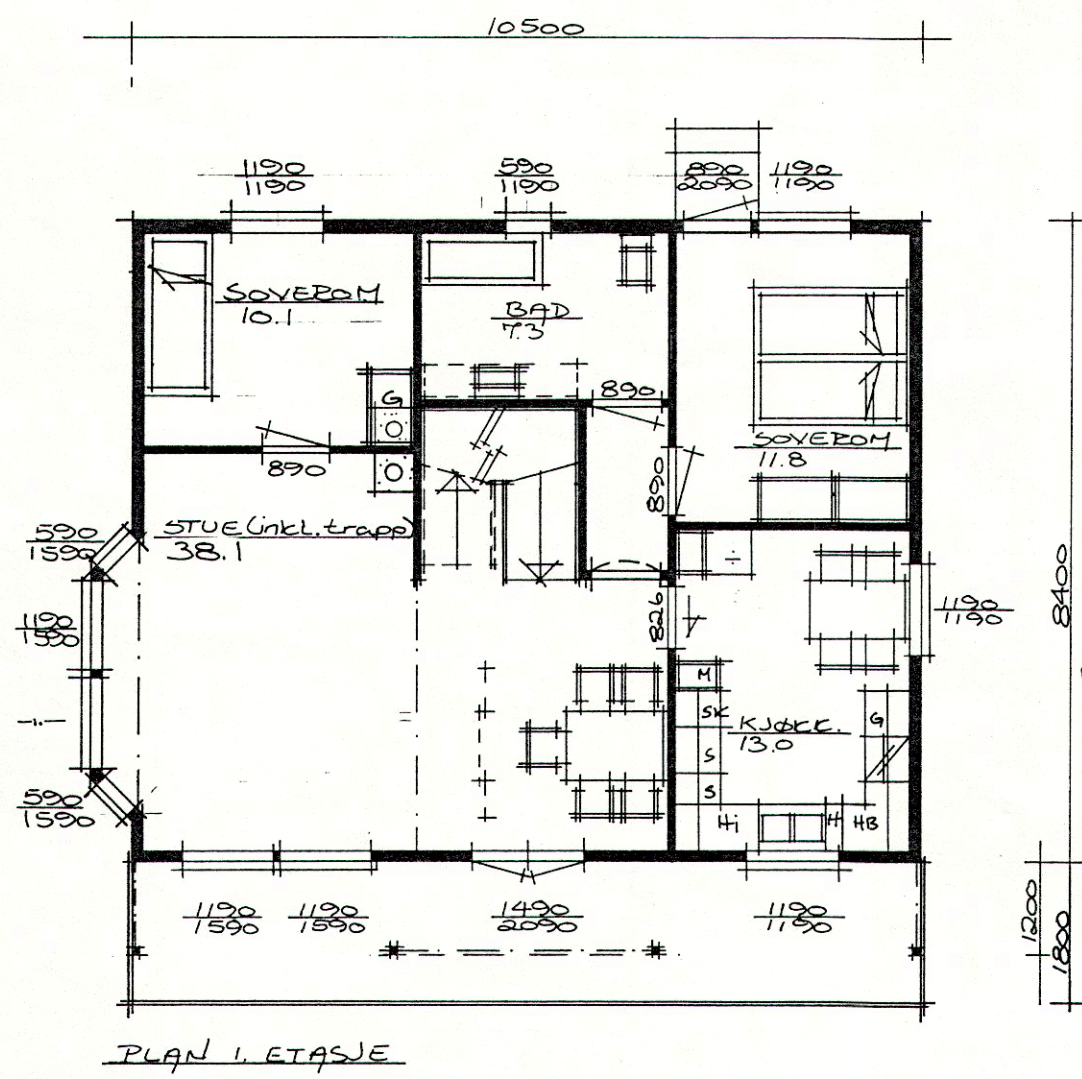 10500
1190
1190
590
1190
890
2090
1190
1190
SOVEROM
10.1
BAD
7.3
G
890
SOVEROM
11.8
890
890
STUE (inkl. trapp)
38.1
590
1590
1190
1590
-"-
590
1590
826
1190
1190
8400
M
SK
S
S
KJØKK.
13.0
G
Hi
H
HB
1190
1590
1190
1590
1490
2090
1190
1190
1200
1800
PLAN 1. ETASJE